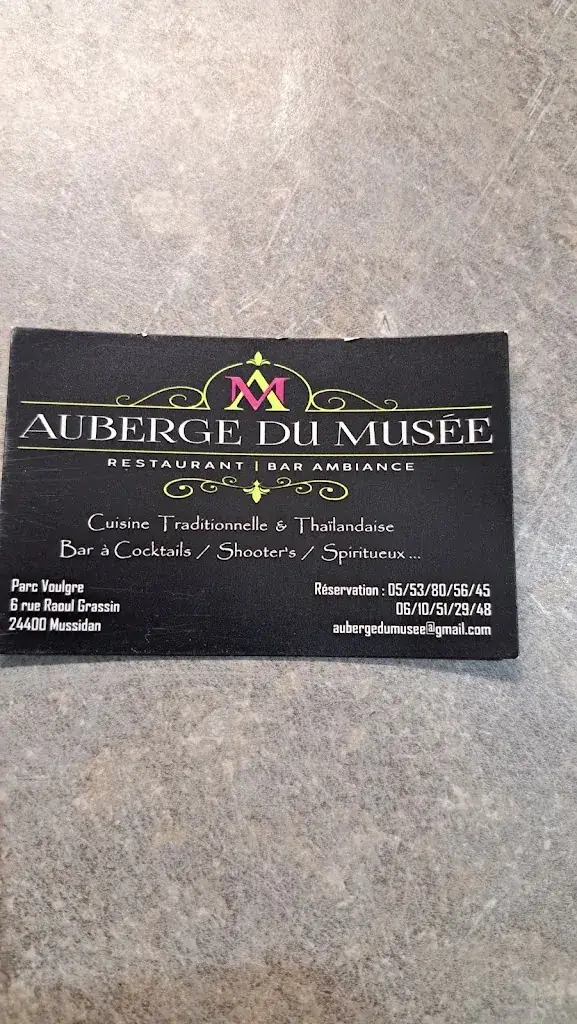 AM
AUBERGE DU MUSÉE
RESTAURANT | BAR AMBIANCE
Cuisine Traditionnelle & Thaïlandaise
Bar à Cocktails / Shooter's / Spiritueux ...
Parc Voulgre
6 rue Raoul Grassin
24400 Mussidan
Réservation : 05/53/80/56/45
06/10/51/29/48
aubergedumusee@gmail.com